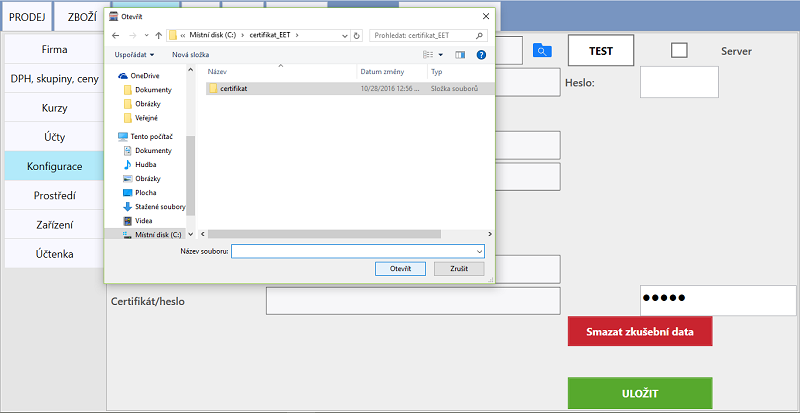 PRODEJ
ZBOŽÍ
Otevřít
Místní disk (C:) > certifikat_EET >
Prohledat: certifikat_EET
Uspořádat
Nová složka
TEST
Server
Firma
DPH, skupiny, ceny
Kurzy
Účty
Konfigurace
Prostředí
Zařízení
Účtenka
OneDrive
Dokumenty
Obrázky
Veřejné
Tento počítač
Dokumenty
Hudba
Obrázky
Plocha
Stažené soubory
Videa
Místní disk (C:)
Název
Datum změny
Typ
certifikat
10/28/2016 12:56 ...
Složka souborů
Heslo:
Název souboru:
Otevřít
Zrušit
Certifikát/heslo
●●●●●
Smazat zkušební data
ULOŽIT